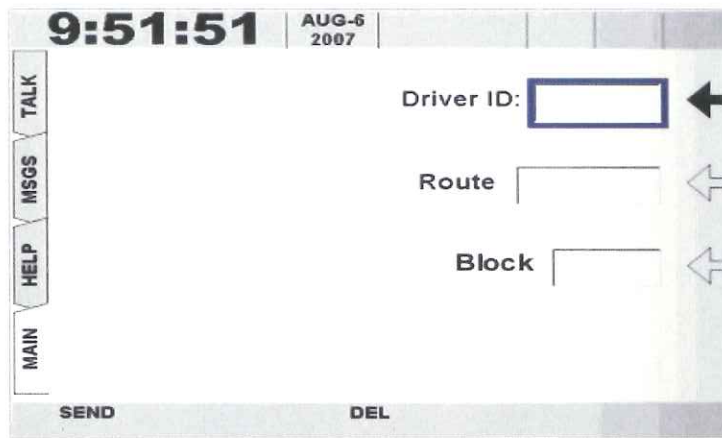 9:51:51
AUG-6
2007
TALK
MSGS
HELP
MAIN
Driver ID:
Route
Block
SEND
DEL